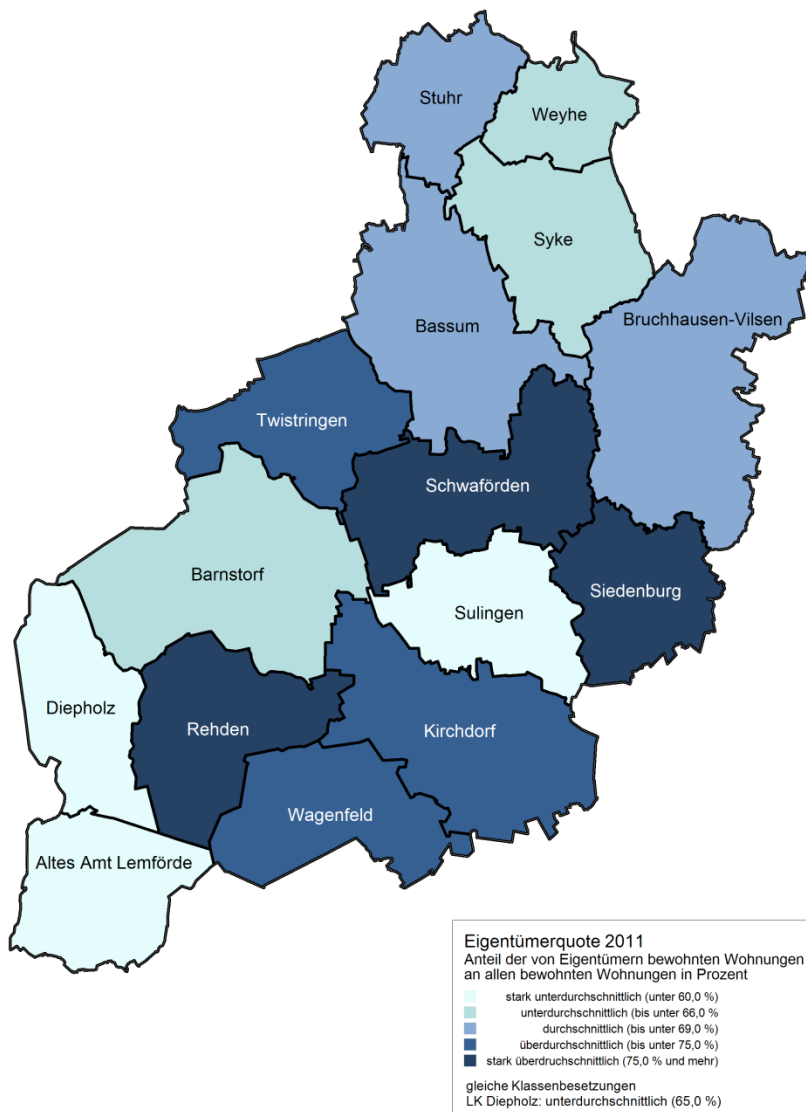 Stuhr
Weyhe
Syke
Bassum
Bruchhausen-Vilsen
Twistringen
Schwaförden
Barnstorf
Siedenburg
Sulingen
Diepholz
Rehden
Kirchdorf
Wagenfeld
Altes Amt Lemförde
Eigentümerquote 2011
Anteil der von Eigentümern bewohnten Wohnungen
an allen bewohnten Wohnungen in Prozent
stark unterdurchschnittlich (unter 60,0 %)
unterdurchschnittlich (bis unter 66,0 %
durchschnittlich (bis unter 69,0 %)
überdurchschnittlich (bis unter 75,0 %)
stark überdruchschnittlich (75,0 % und mehr)
gleiche Klassenbesetzungen
LK Diepholz: unterdurchschnittlich (65,0 %)